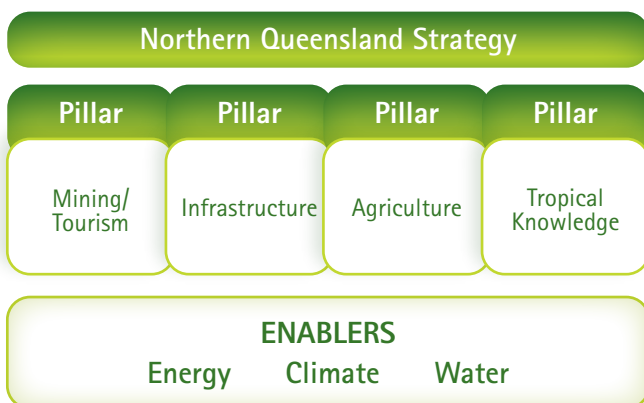 Northern Queensland Strategy
Pillar Pillar Pillar Pillar
Mining/
Tourism
Infrastructure
Agriculture
Tropical
Knowledge
ENABLERS
Energy Climate Water